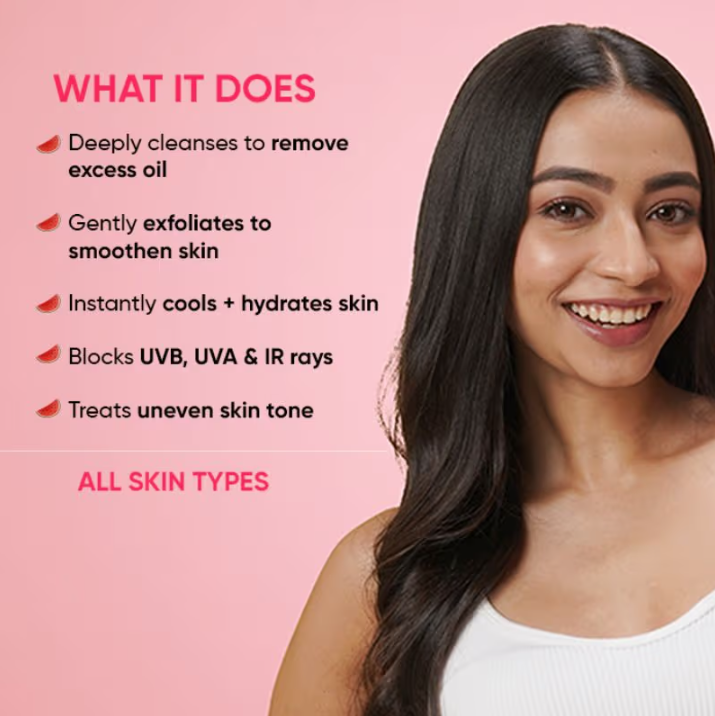 WHAT IT DOES
Deeply cleanses to remove
excess oil
Gently exfoliates to
smoothen skin
Instantly cools + hydrates skin
Blocks UVB, UVA & IR rays
Treats uneven skin tone
ALL SKIN TYPES